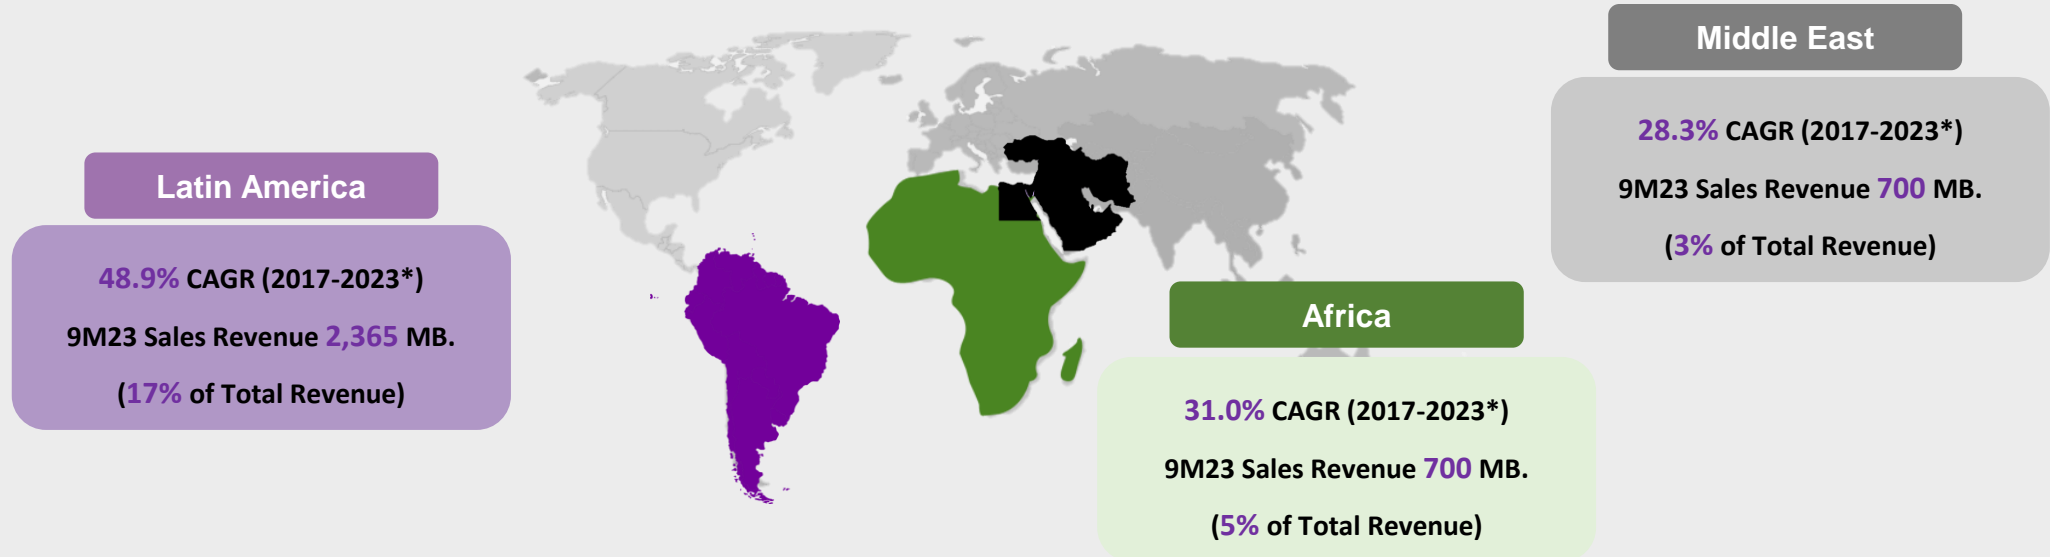 Latin America
48.9% CAGR (2017-2023*)
9M23 Sales Revenue 2,365 MB.
(17% of Total Revenue)
Middle East
28.3% CAGR (2017-2023*)
9M23 Sales Revenue 700 MB.
(3% of Total Revenue)
Africa
31.0% CAGR (2017-2023*)
9M23 Sales Revenue 700 MB.
(5% of Total Revenue)